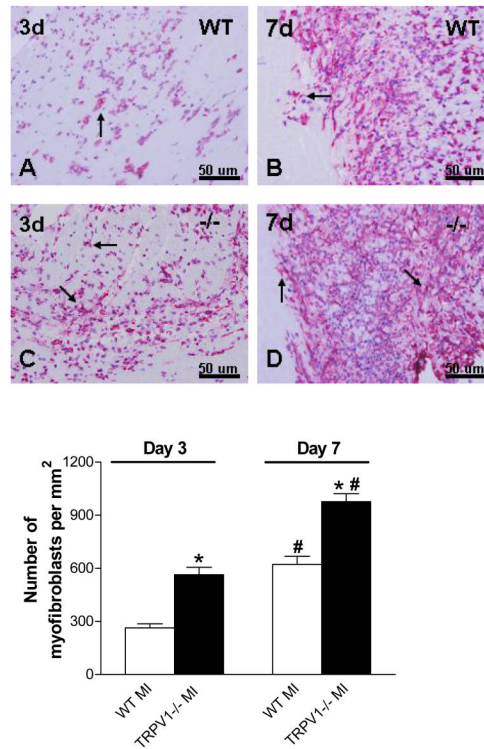 3d WT
A 50 um
7d WT
B 50 um
3d -/-
C 50 um
7d -/-
D 50 um
Day 3 Day 7
Number of
myofibroblasts per mm²
1200
900
600
300
0
*
#
* #
WT MI
TRPV1-/- MI
WT MI
TRPV1-/- MI